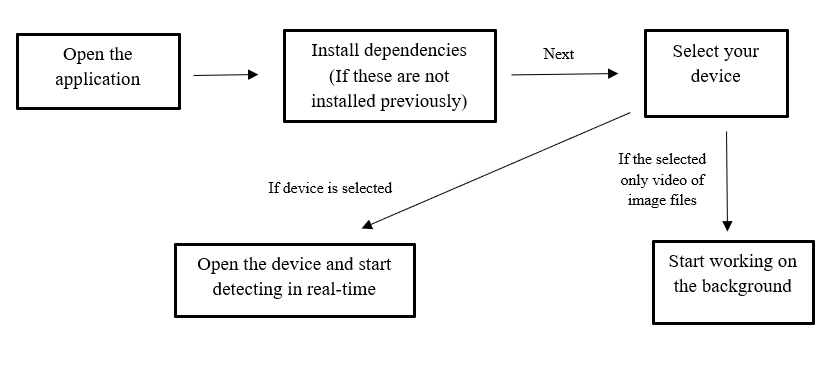 Open the
application
Install dependencies
(If these are not
installed previously)
Next
Select your
device
If device is selected
If the selected
only video of
image files
Open the device and start
detecting in real-time
Start working on
the background